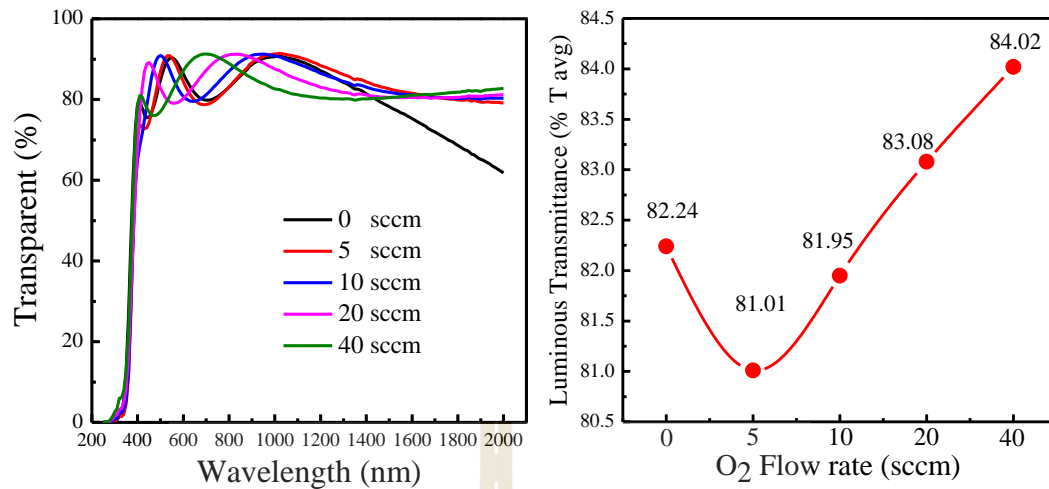 100
80
60
40
20
0
Transparent (%)
0 sccm
5 sccm
10 sccm
20 sccm
40 sccm
200 400 600 800 1000 1200 1400 1600 1800 2000
Wavelength (nm)
84.5
84.0
83.5
83.0
82.5
82.0
81.5
81.0
80.5
Luminous Transmittance (% T avg)
82.24
81.01
81.95
83.08
84.02
0 5 10 20 40
O2 Flow rate (sccm)